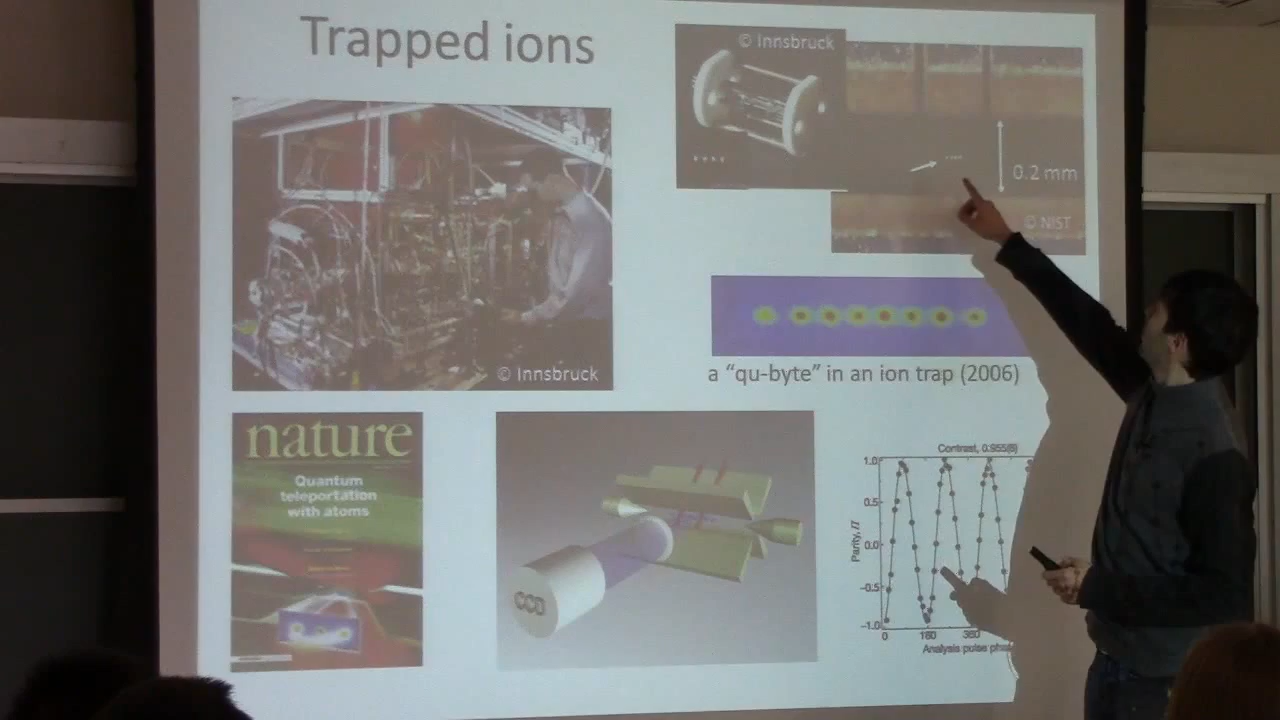 Trapped ions
© Innsbruck
0.2 mm
© NIST
© Innsbruck
a “qu-byte” in an ion trap (2006)
nature
Quantum
teleportation
with atoms
CCD
Contrast, 0.955(8)
Parity, Π
1.0
0.5
0.0
−0.5
−1.0
0 180 360
Analysis pulse